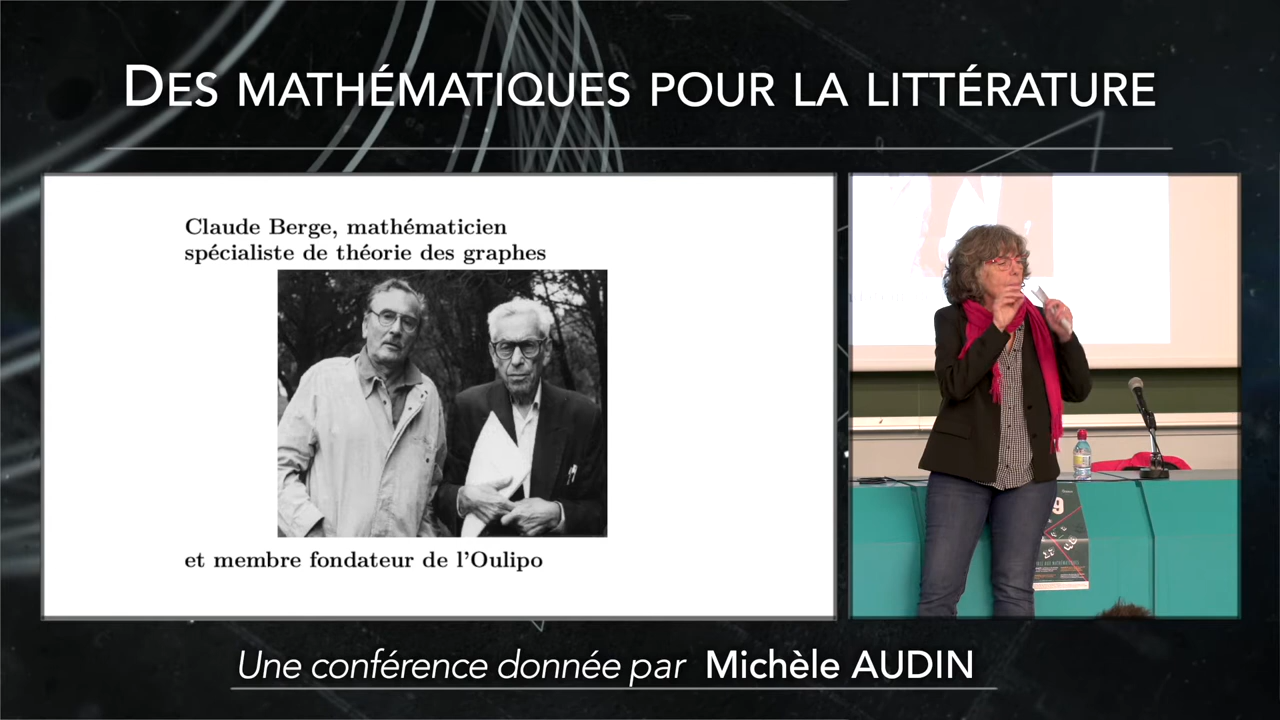 DES MATHÉMATIQUES POUR LA LITTÉRATURE
Claude Berge, mathématicien
spécialiste de théorie des graphes
et membre fondateur de l'Oulipo
Une conférence donnée par Michèle AUDIN